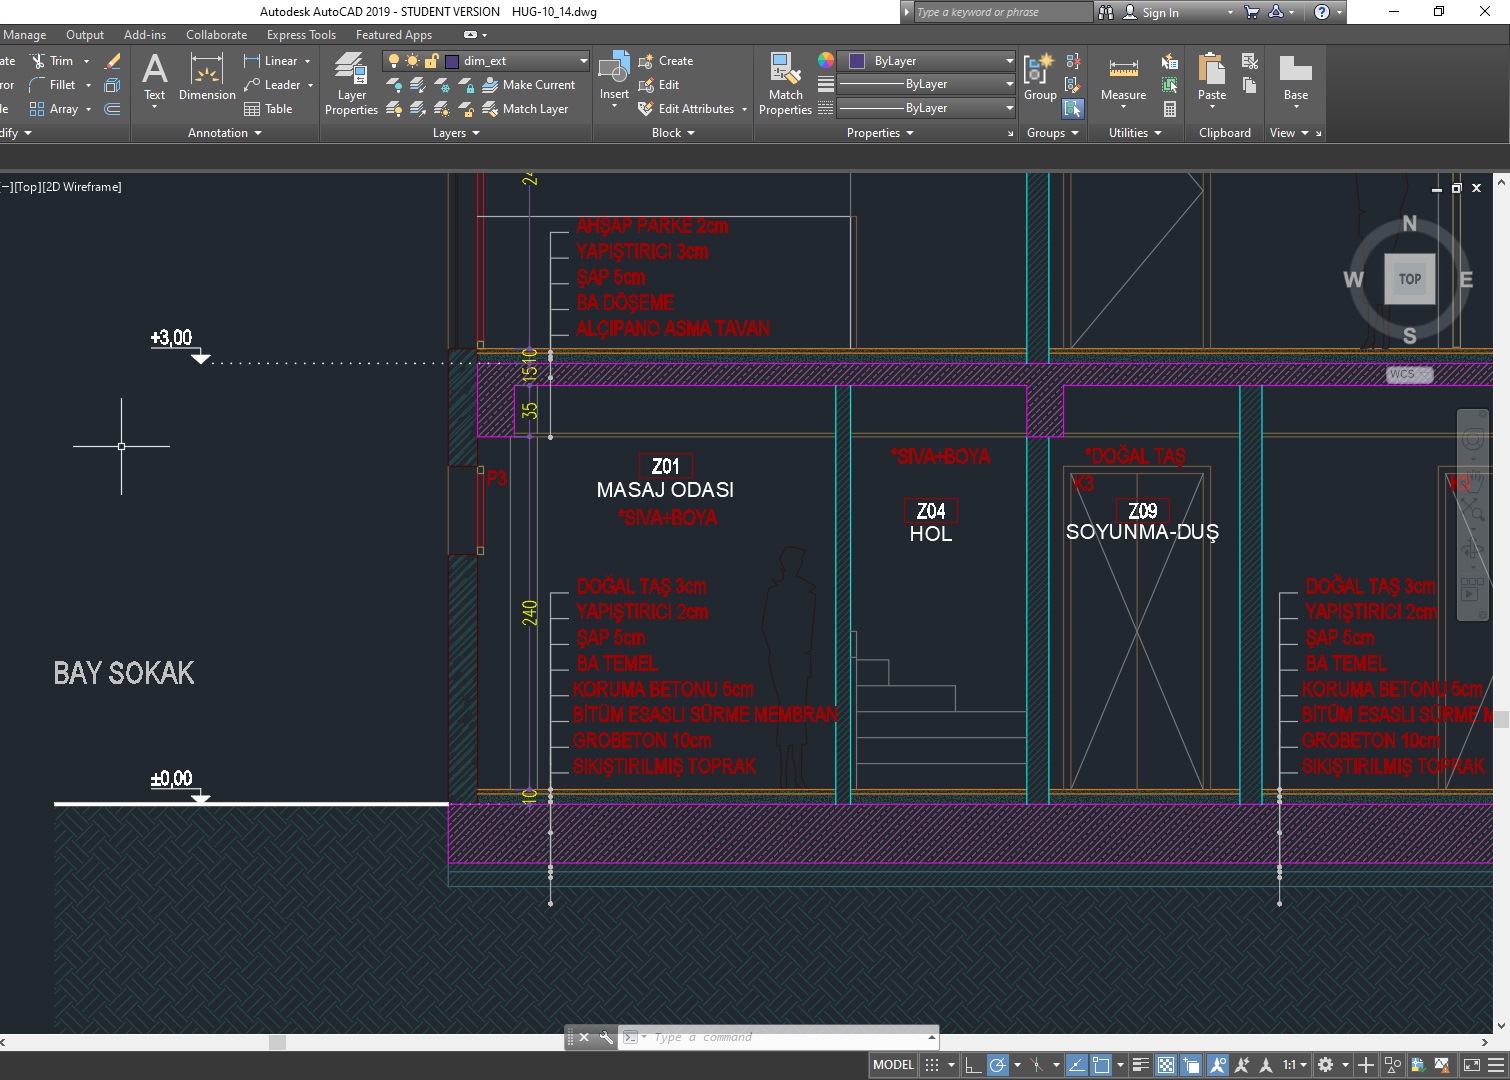 Autodesk AutoCAD 2019 - STUDENT VERSION HUG-10_14.dwg
Type a keyword or phrase
Sign In
Manage Output Add-ins Collaborate Express Tools Featured Apps
Trim
Fillet
Array
Text
Dimension
Linear
Leader
Table
Annotation
Layer Properties
dim_ext
Make Current
Match Layer
Layers
Insert
Create
Edit
Edit Attributes
Block
Match Properties
ByLayer
ByLayer
ByLayer
Properties
Group
Groups
Measure
Utilities
Paste
Clipboard
Base
View
[Top][2D Wireframe]
N
W TOP E
S
WCS
AHŞAP PARKE 2cm
YAPIŞTIRICI 3cm
ŞAP 5cm
BA DÖŞEME
ALÇIPANO ASMA TAVAN
+3,00
10
15
35
*SIVA+BOYA
*DOĞAL TAŞ
Z01
MASAJ ODASI
*SIVA+BOYA
P3
K3
K3
Z04
HOL
Z09
SOYUNMA-DUŞ
240
DOĞAL TAŞ 3cm
YAPIŞTIRICI 2cm
ŞAP 5cm
BA TEMEL
KORUMA BETONU 5cm
BİTÜM ESASLI SÜRME MEMBRAN
GROBETON 10cm
SIKIŞTIRILMIŞ TOPRAK
DOĞAL TAŞ 3cm
YAPIŞTIRICI 2cm
ŞAP 5cm
BA TEMEL
KORUMA BETONU 5cm
BİTÜM ESASLI SÜRME M
GROBETON 10cm
SIKIŞTIRILMIŞ TOPRAK
BAY SOKAK
±0,00
10
Type a command
MODEL
1:1